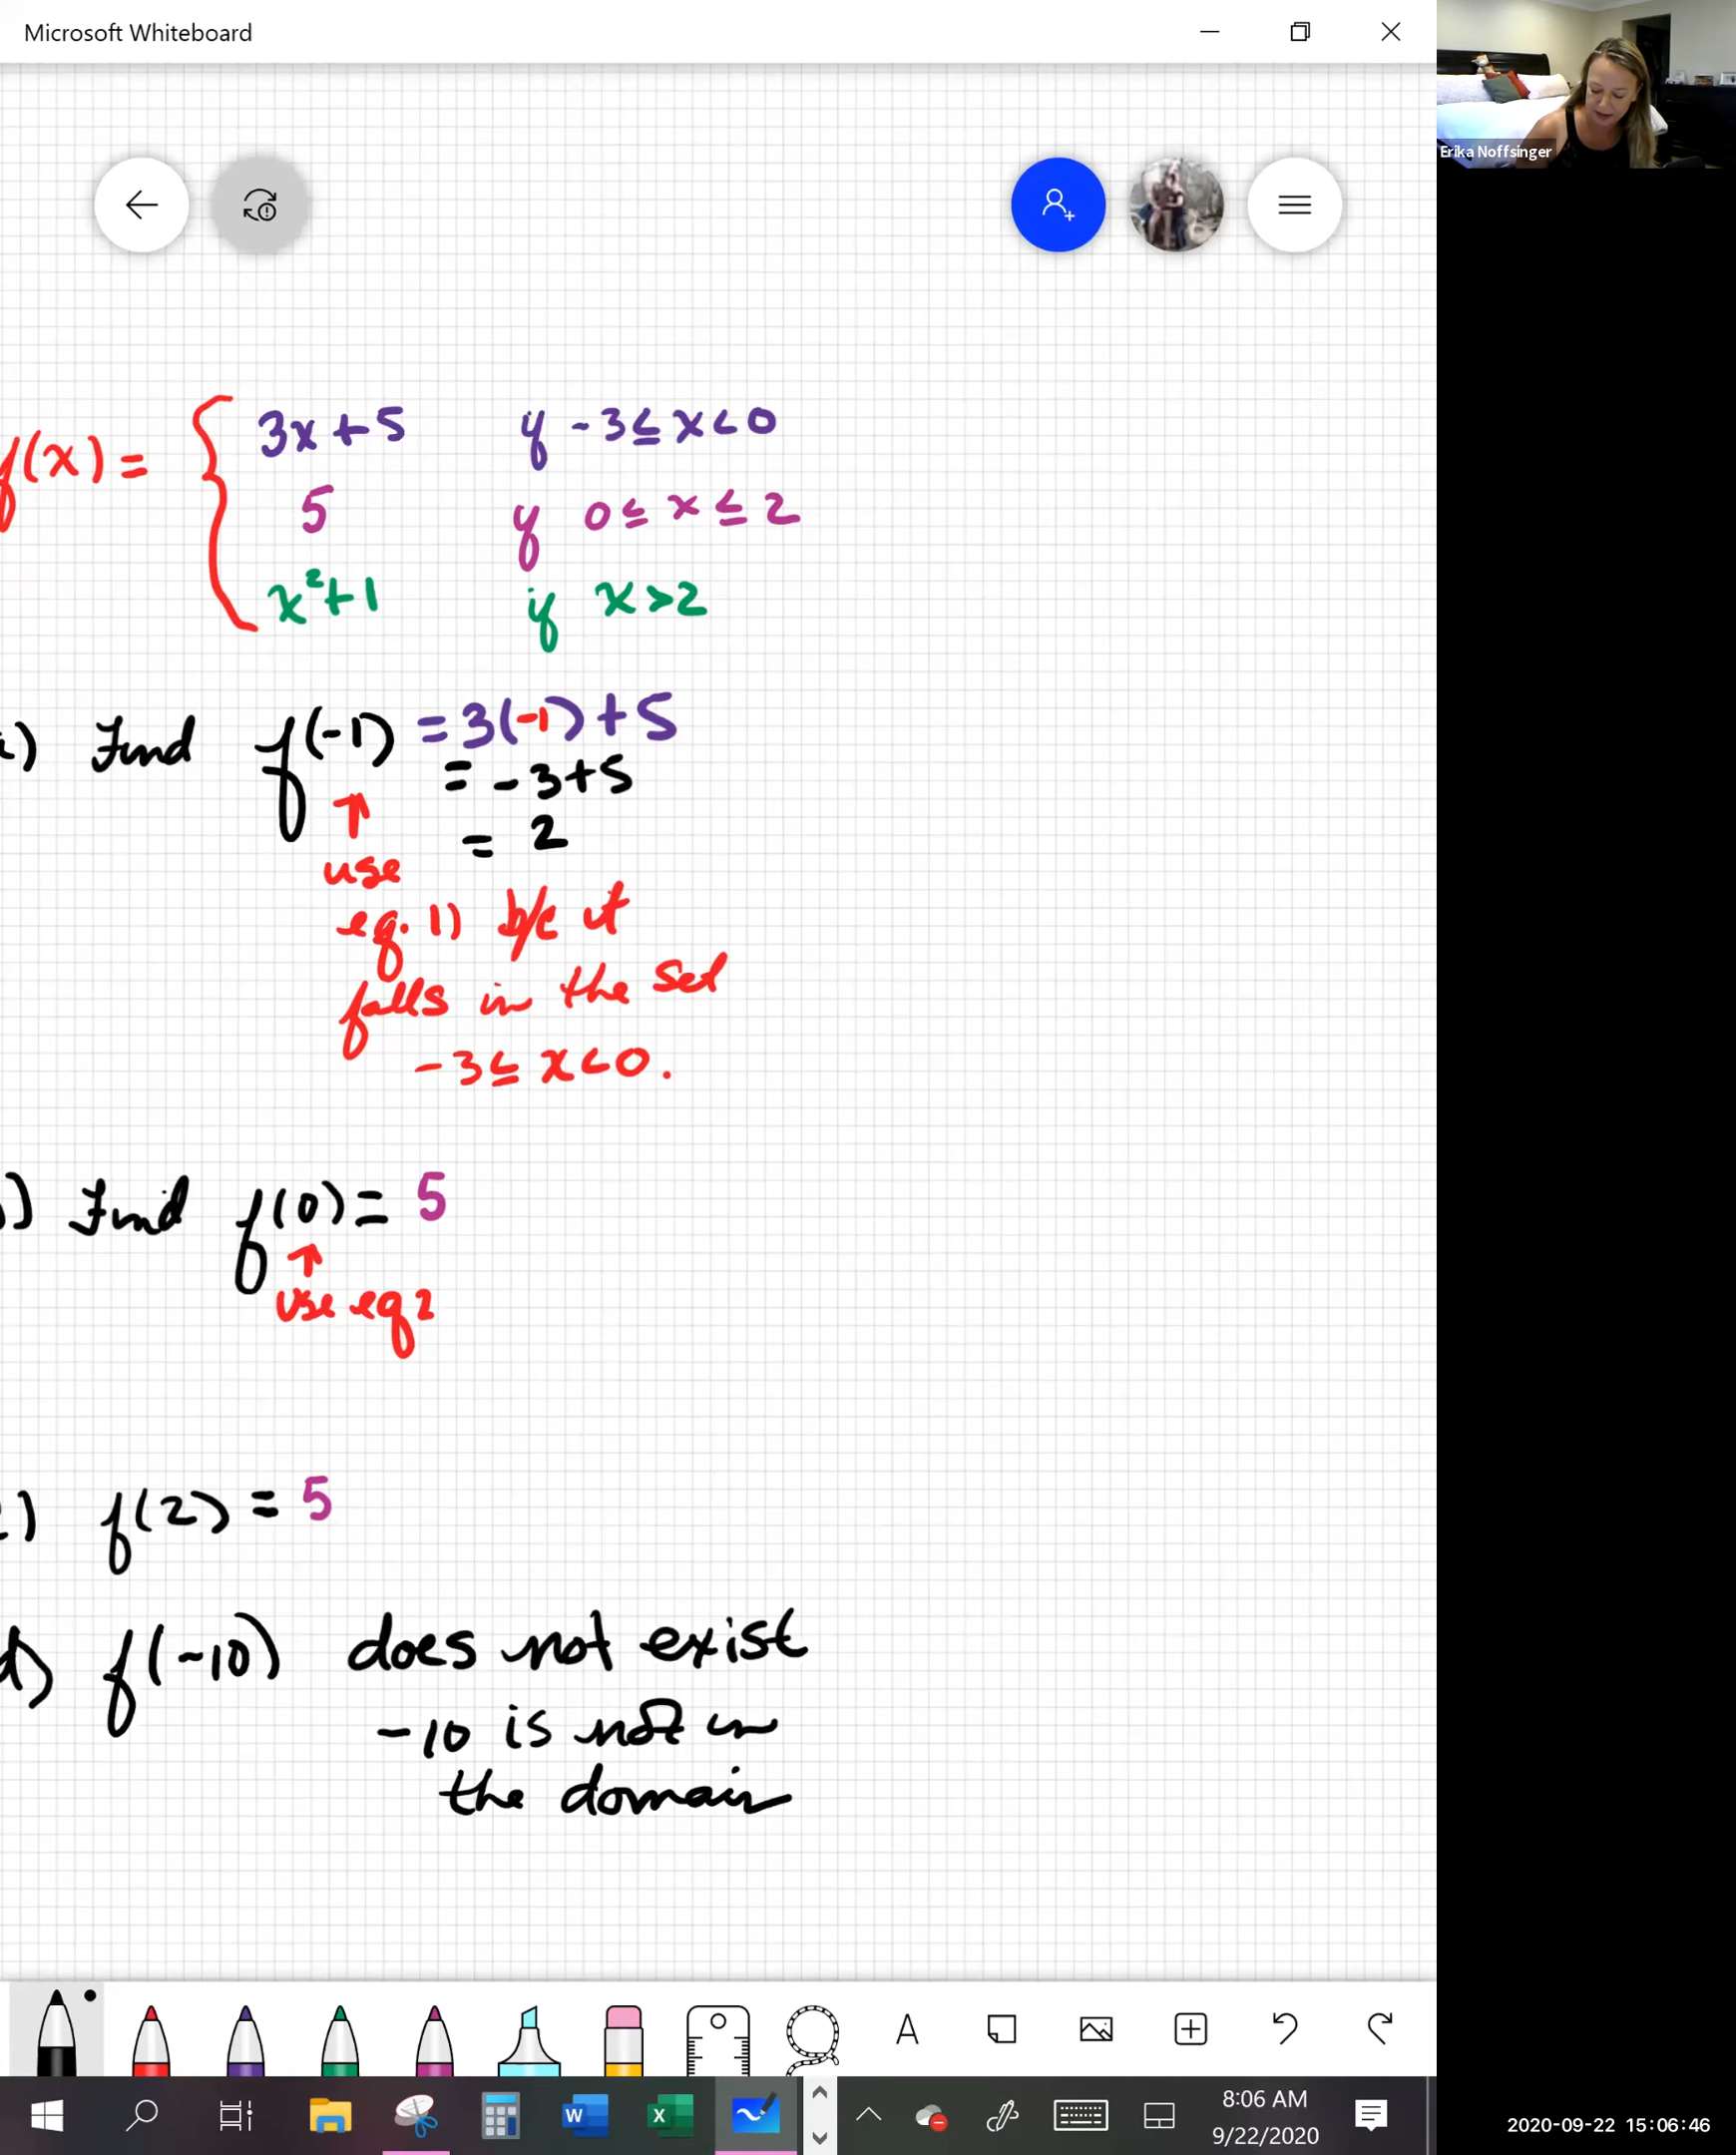 Microsoft Whiteboard
Erika Noffsinger
f(x) = { 3x + 5 if -3 ≤ x < 0
5 if 0 ≤ x ≤ 2
x² + 1 if x > 2
) Find f(-1) = 3(-1) + 5
= -3 + 5
= 2
↑
use
eq. 1) b/c it
falls in the set
-3 ≤ x < 0.
) Find f(0) = 5
↑
use eq 2
) f(2) = 5
d) f(-10) does not exist
-10 is not in
the domain
A
W
X
8:06 AM
9/22/2020
2020-09-22 15:06:46